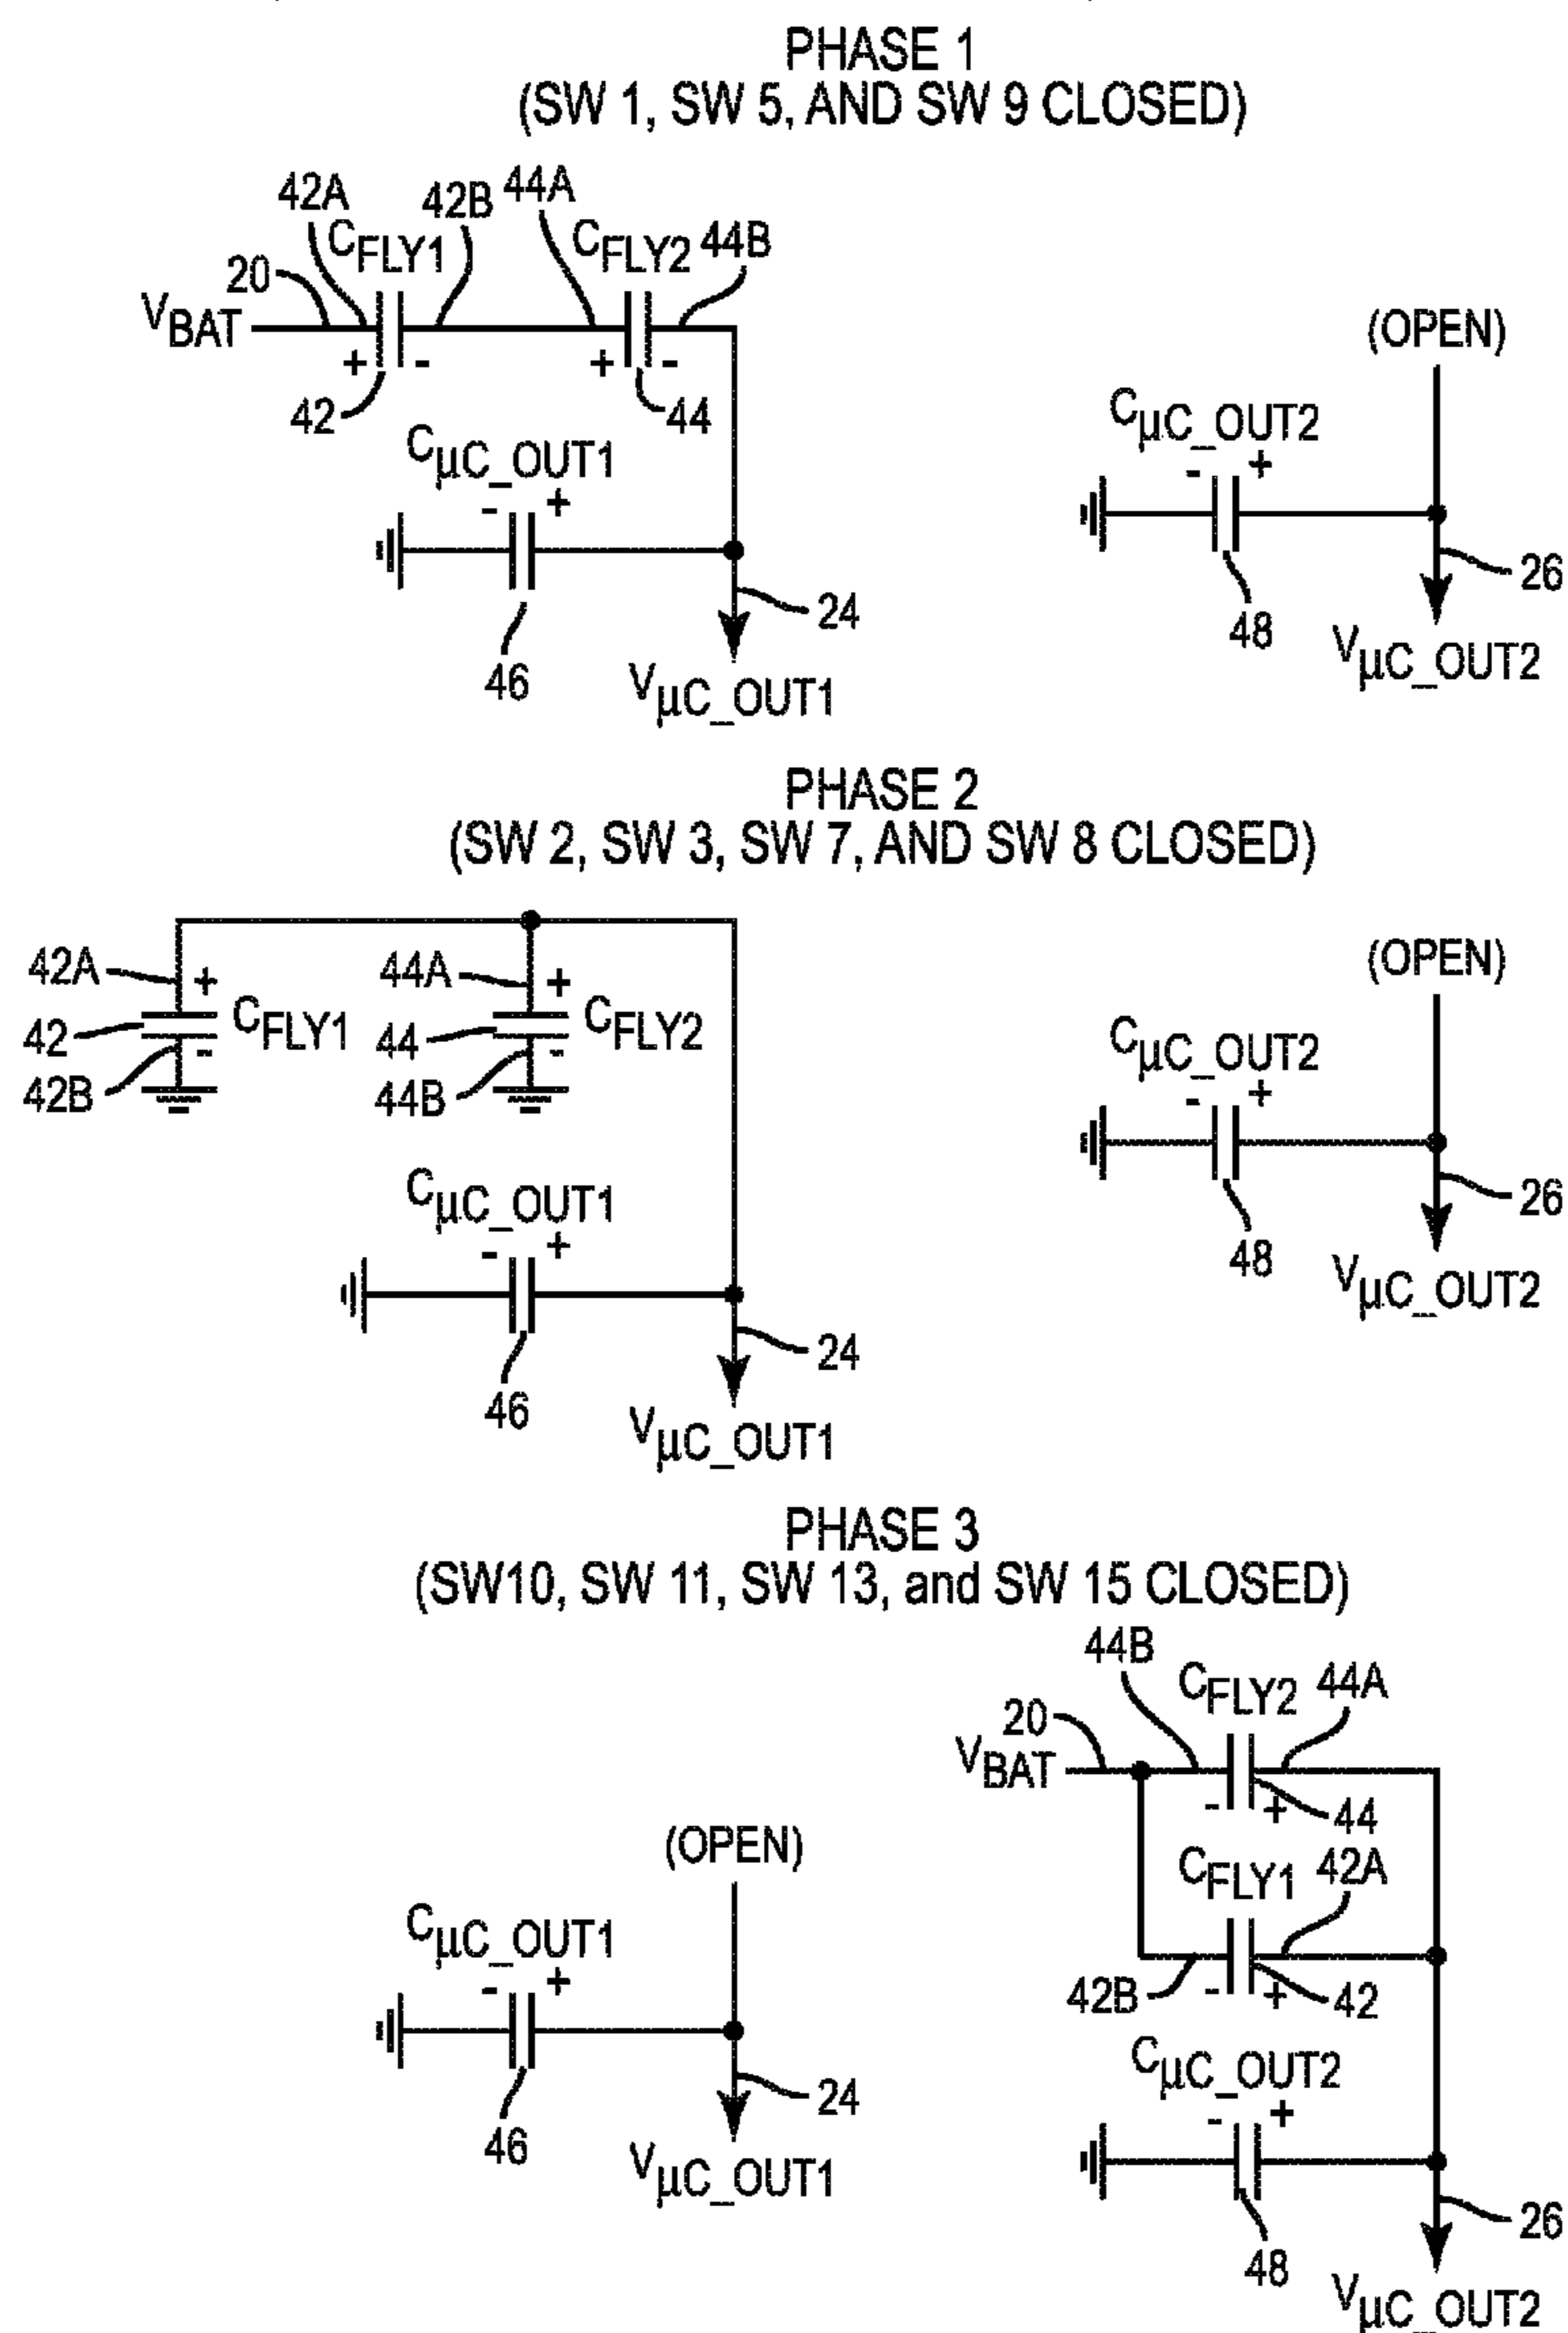 PHASE 1
(SW 1, SW 5, AND SW 9 CLOSED)
42A
42B
44A
CFLY1
CFLY2
44B
20
VBAT
+
-
+
-
42
44
(OPEN)
CµC_OUT1
-
+
CµC_OUT2
-
+
46
24
VµC_OUT1
48
26
VµC_OUT2
PHASE 2
(SW 2, SW 3, SW 7, AND SW 8 CLOSED)
42A
+
44A
+
42
CFLY1
44
CFLY2
42B
-
44B
-
(OPEN)
CµC_OUT1
-
+
CµC_OUT2
-
+
46
24
VµC_OUT1
48
26
VµC_OUT2
PHASE 3
(SW10, SW 11, SW 13, and SW 15 CLOSED)
44B
CFLY2
44A
20
VBAT
-
+
44
(OPEN)
CFLY1
42A
42B
-
+
42
CµC_OUT1
-
+
CµC_OUT2
-
+
46
24
VµC_OUT1
48
26
VµC_OUT2